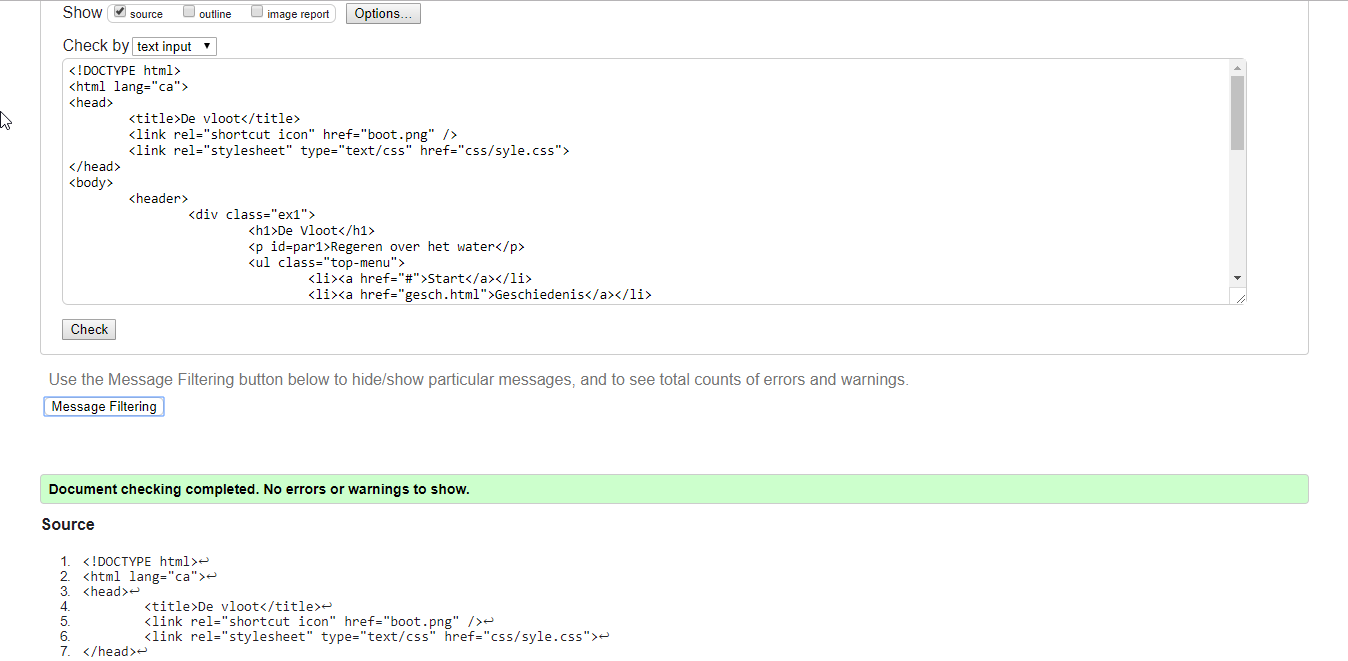 Show source outline image report Options...
Check by text input
<!DOCTYPE html>
<html lang="ca">
<head>
<title>De vloot</title>
<link rel="shortcut icon" href="boot.png" />
<link rel="stylesheet" type="text/css" href="css/syle.css">
</head>
<body>
<header>
<div class="ex1">
<h1>De Vloot</h1>
<p id=par1>Regeren over het water</p>
<ul class="top-menu">
<li><a href="#">Start</a></li>
<li><a href="gesch.html">Geschiedenis</a></li>
Check
Use the Message Filtering button below to hide/show particular messages, and to see total counts of errors and warnings.
Message Filtering
Document checking completed. No errors or warnings to show.
Source
1. <!DOCTYPE html>↩
2. <html lang="ca">↩
3. <head>↩
4. <title>De vloot</title>↩
5. <link rel="shortcut icon" href="boot.png" />↩
6. <link rel="stylesheet" type="text/css" href="css/syle.css">↩
7. </head>↩